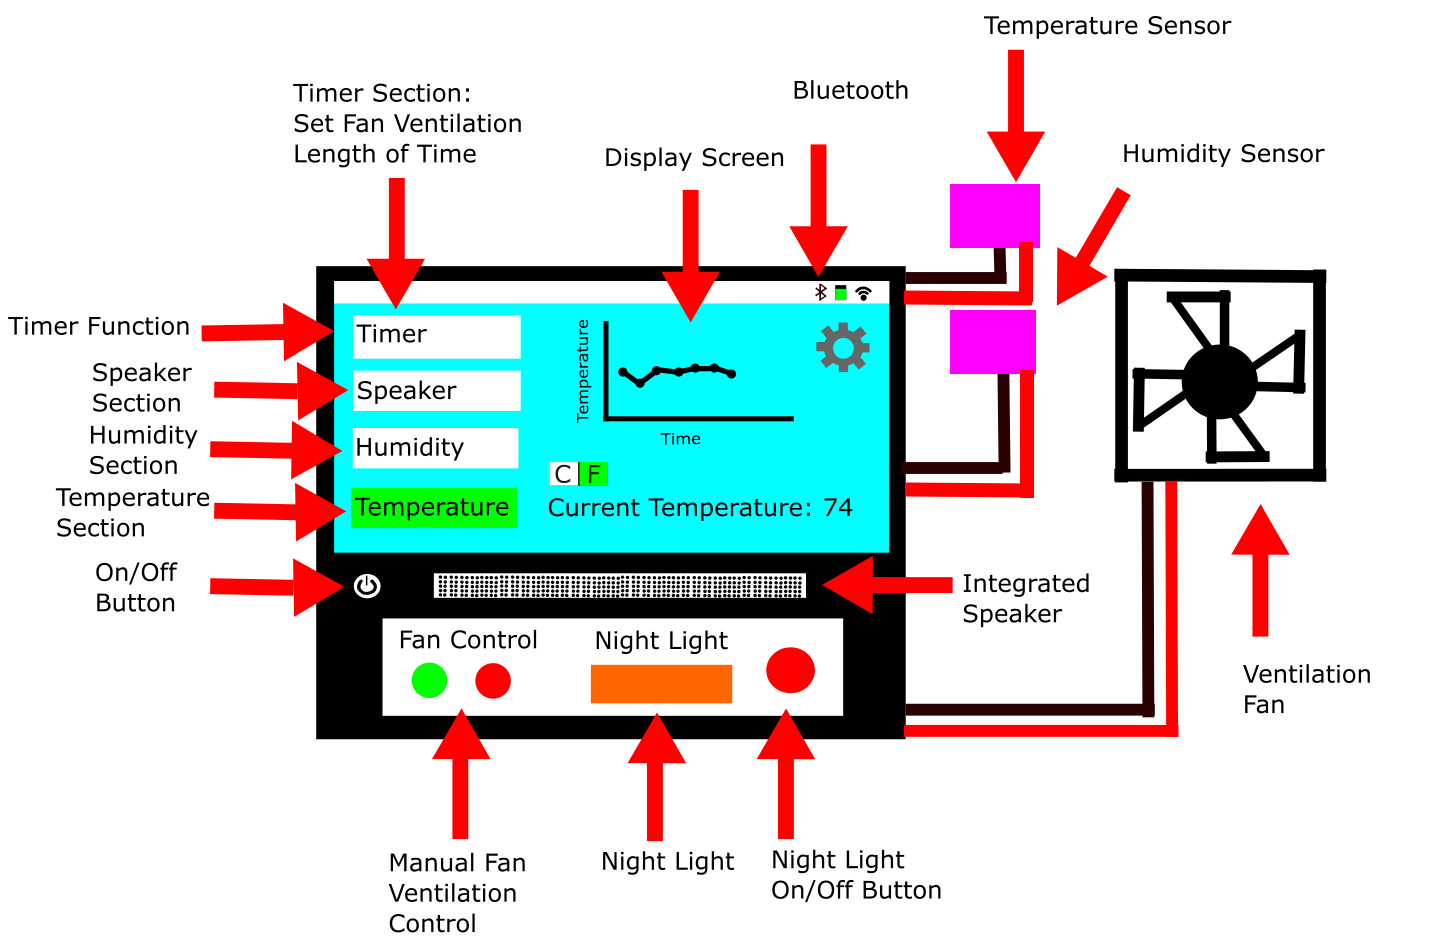 Temperature Sensor
Bluetooth
Timer Section:
Set Fan Ventilation
Length of Time
Display Screen
Humidity Sensor
Timer Function
Speaker
Section
Humidity
Section
Temperature
Section
On/Off
Button
Timer
Speaker
Humidity
Temperature
Temperature
Time
C F
Current Temperature: 74
Integrated
Speaker
Ventilation
Fan
Fan Control
Night Light
Manual Fan
Ventilation
Control
Night Light
Night Light
On/Off Button